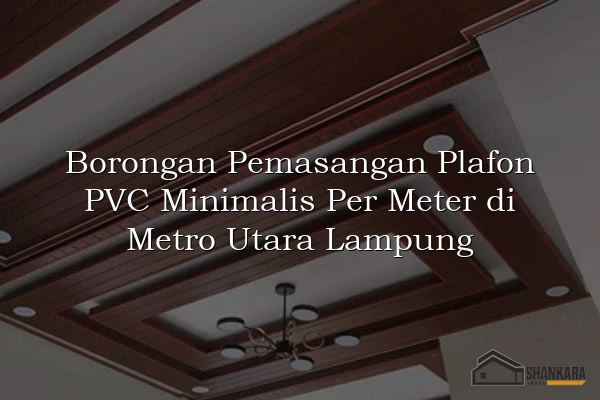 Borongan Pemasangan Plafon
PVC Minimalis Per Meter di
Metro Utara Lampung
SHANKARA